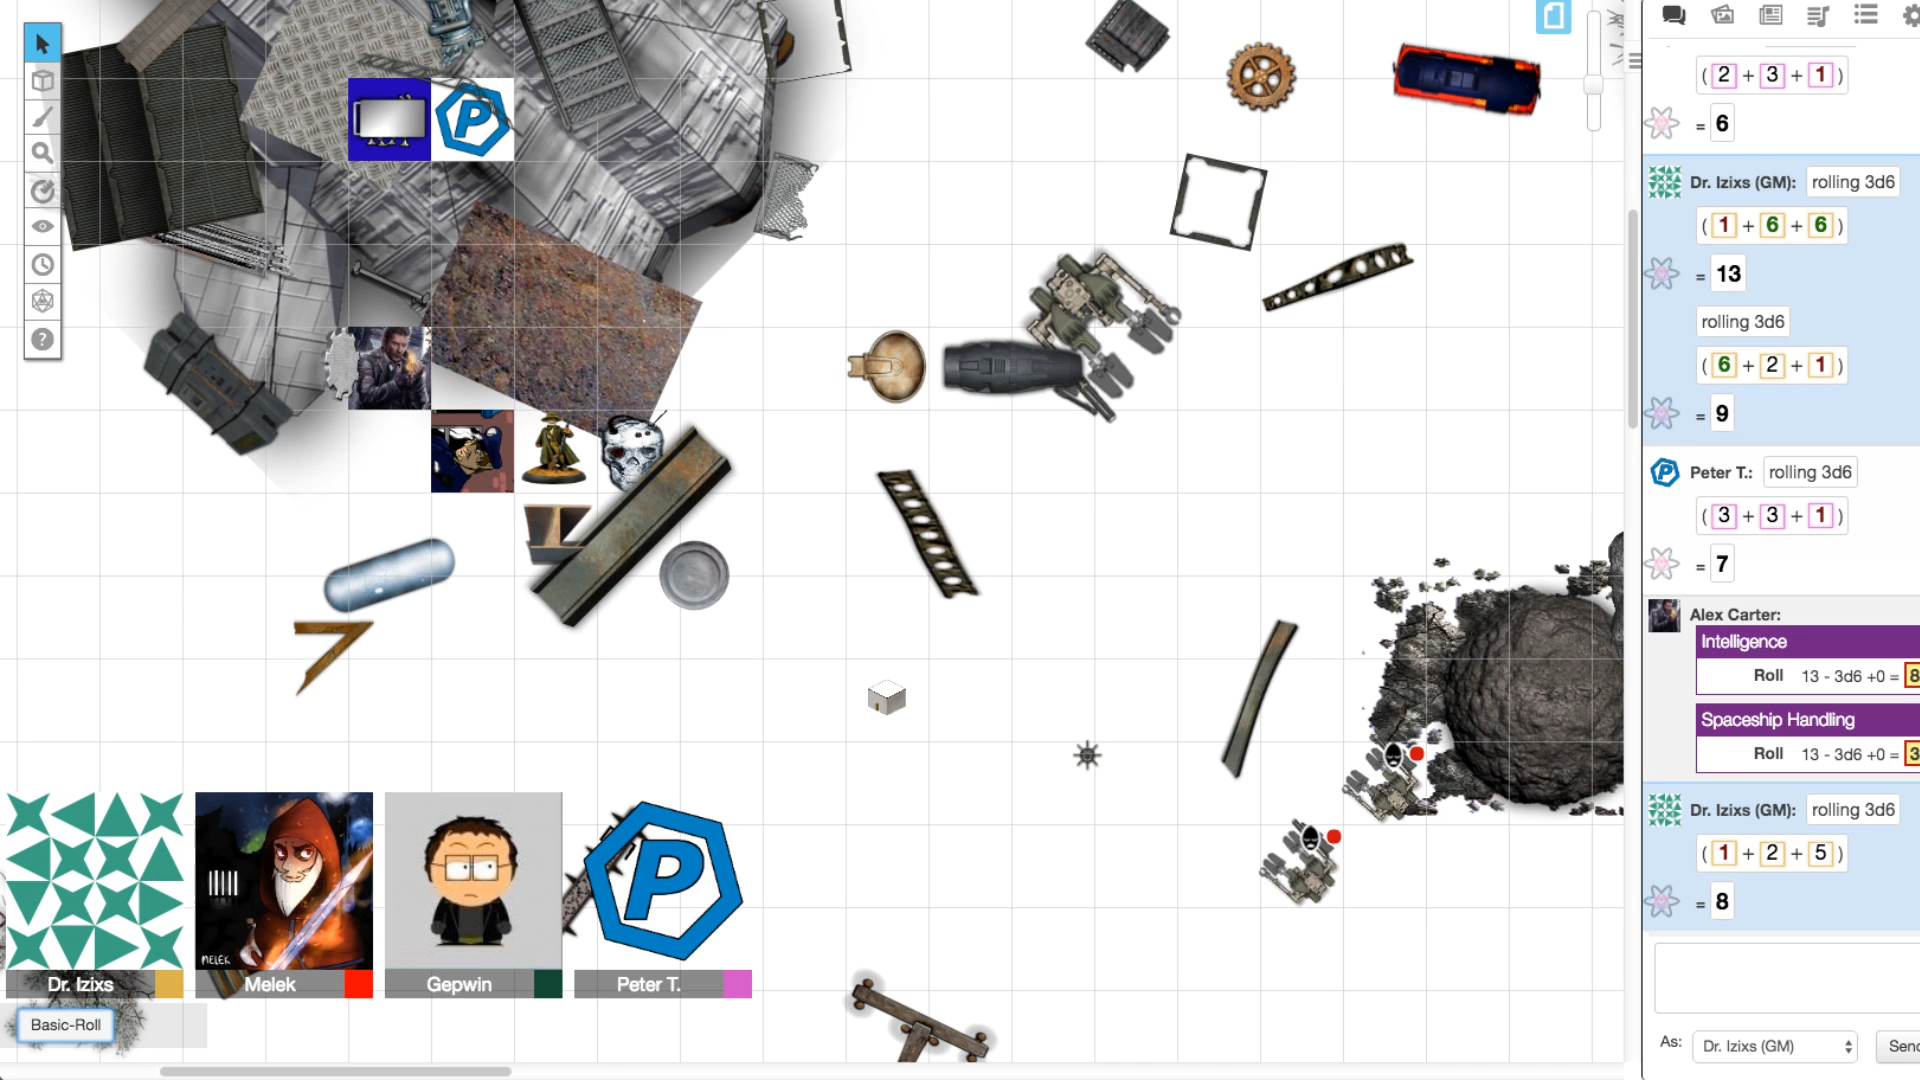 ( 2 + 3 + 1 )
= 6
Dr. Izixs (GM): rolling 3d6
( 1 + 6 + 6 )
= 13
rolling 3d6
( 6 + 2 + 1 )
= 9
P Peter T.: rolling 3d6
( 3 + 3 + 1 )
= 7
Alex Carter:
Intelligence
Roll 13 - 3d6 +0 = 8
Spaceship Handling
Roll 13 - 3d6 +0 = 3
Dr. Izixs (GM): rolling 3d6
( 1 + 2 + 5 )
= 8
As: Dr. Izixs (GM) Send
P
?
MELEK
P
Dr. Izixs
Melek
Gepwin
Peter T.
Basic-Roll